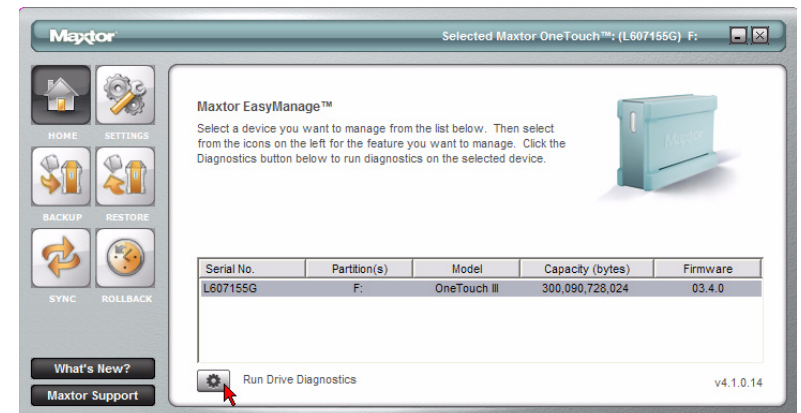 Maxtor
Selected Maxtor OneTouch™: (L607155G) F:
HOME SETTINGS
BACKUP RESTORE
SYNC ROLLBACK
What's New?
Maxtor Support
Maxtor EasyManage™
Select a device you want to manage from the list below. Then select
from the icons on the left for the feature you want to manage. Click the
Diagnostics button below to run diagnostics on the selected device.
Maxtor
Serial No. Partition(s) Model Capacity (bytes) Firmware
L607155G F: OneTouch III 300,090,728,024 03.4.0
Run Drive Diagnostics
v4.1.0.14